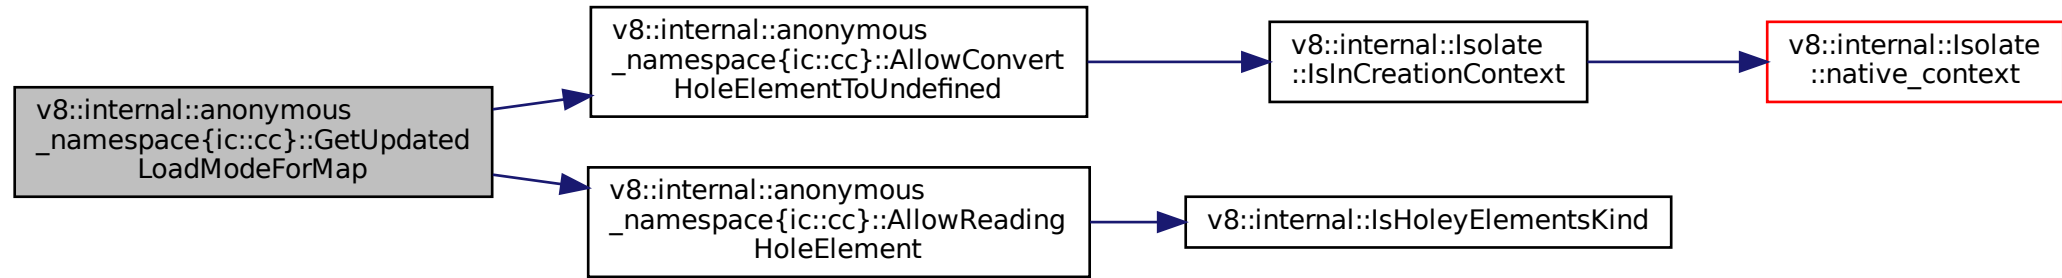 v8::internal::anonymous
_namespace{ic::cc}::GetUpdated
LoadModeForMap
v8::internal::anonymous
_namespace{ic::cc}::AllowConvert
HoleElementToUndefined
v8::internal::Isolate
::IsInCreationContext
v8::internal::Isolate
::native_context
v8::internal::anonymous
_namespace{ic::cc}::AllowReading
HoleElement
v8::internal::IsHoleyElementsKind